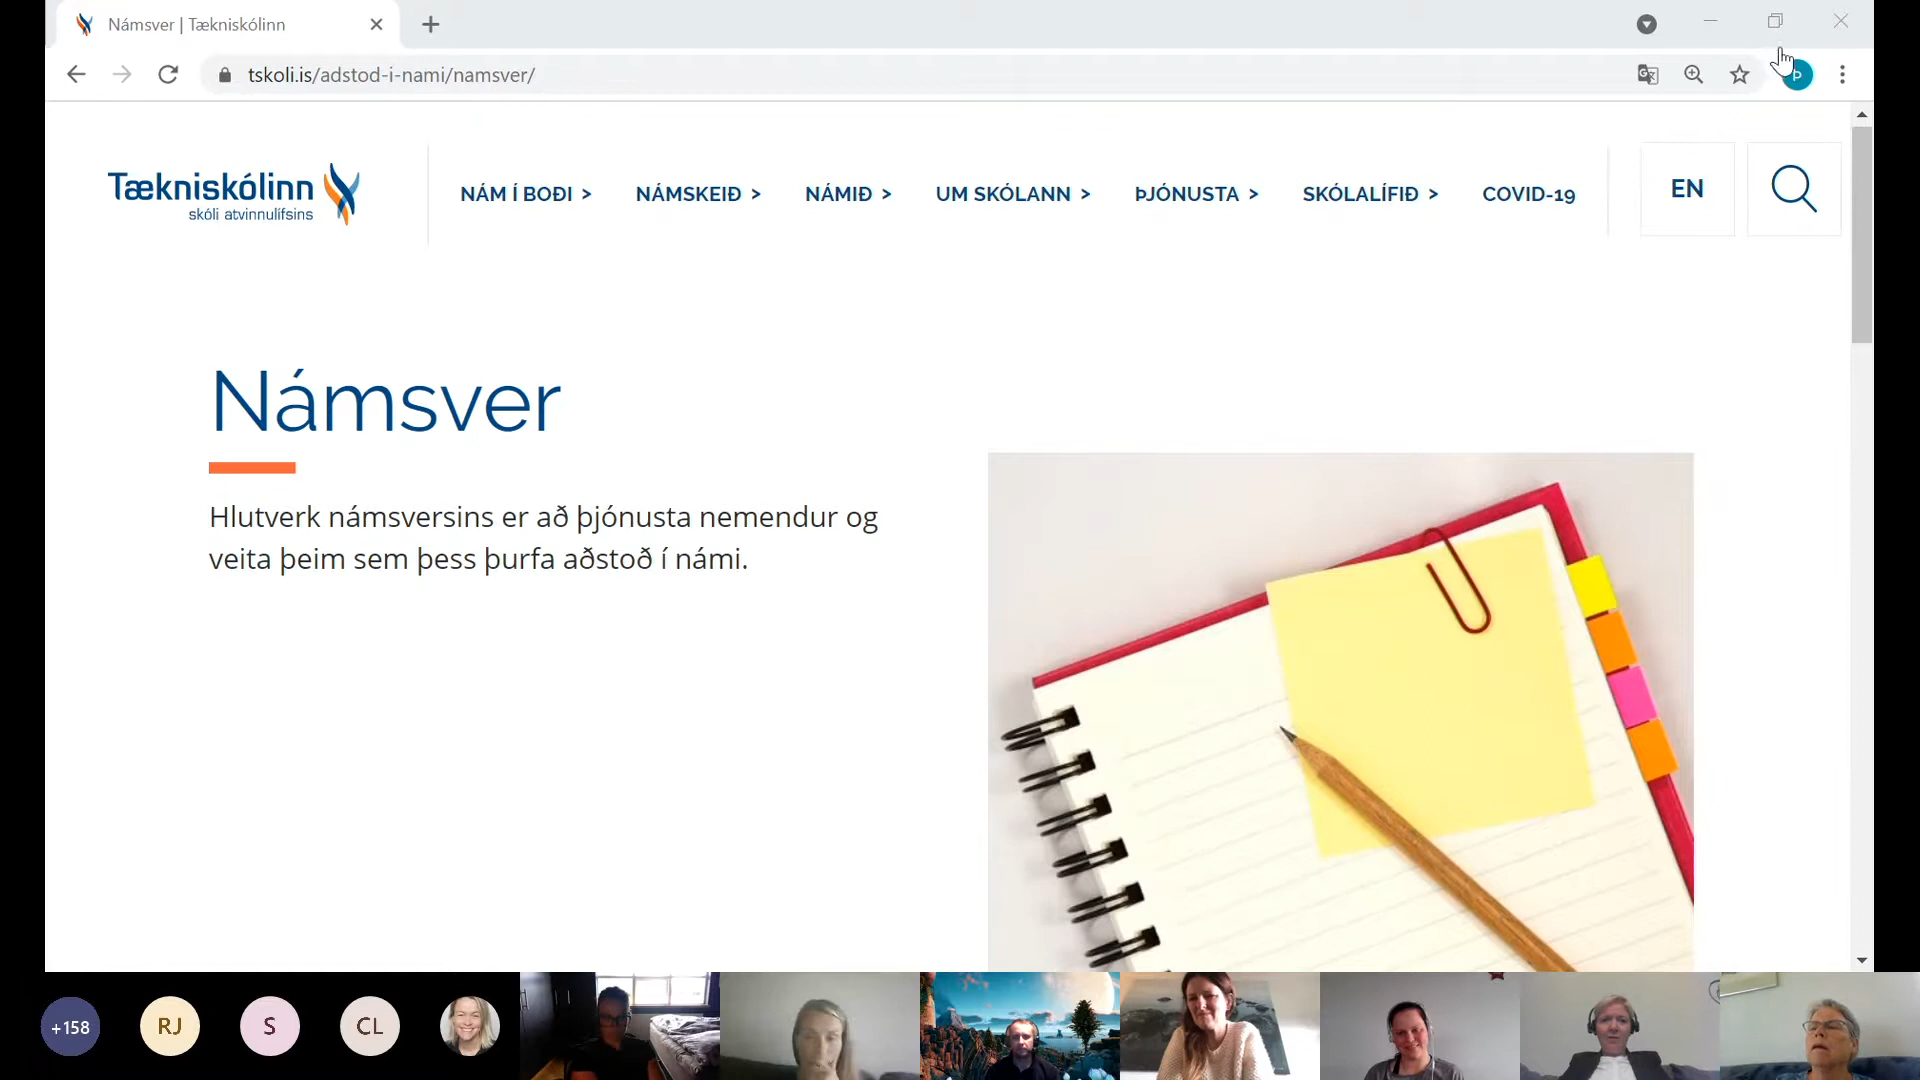 Námsver | Tækniskólinn
tskoli.is/adstod-i-nami/namsver/
Þ
Tækniskólinn
skóli atvinnulífsins
NÁM Í BOÐI >
NÁMSKEIÐ >
NÁMIÐ >
UM SKÓLANN >
ÞJÓNUSTA >
SKÓLALÍFIÐ >
COVID-19
EN
Námsver
Hlutverk námsversins er að þjónusta nemendur og
veita þeim sem þess þurfa aðstoð í námi.
+158
RJ
S
CL